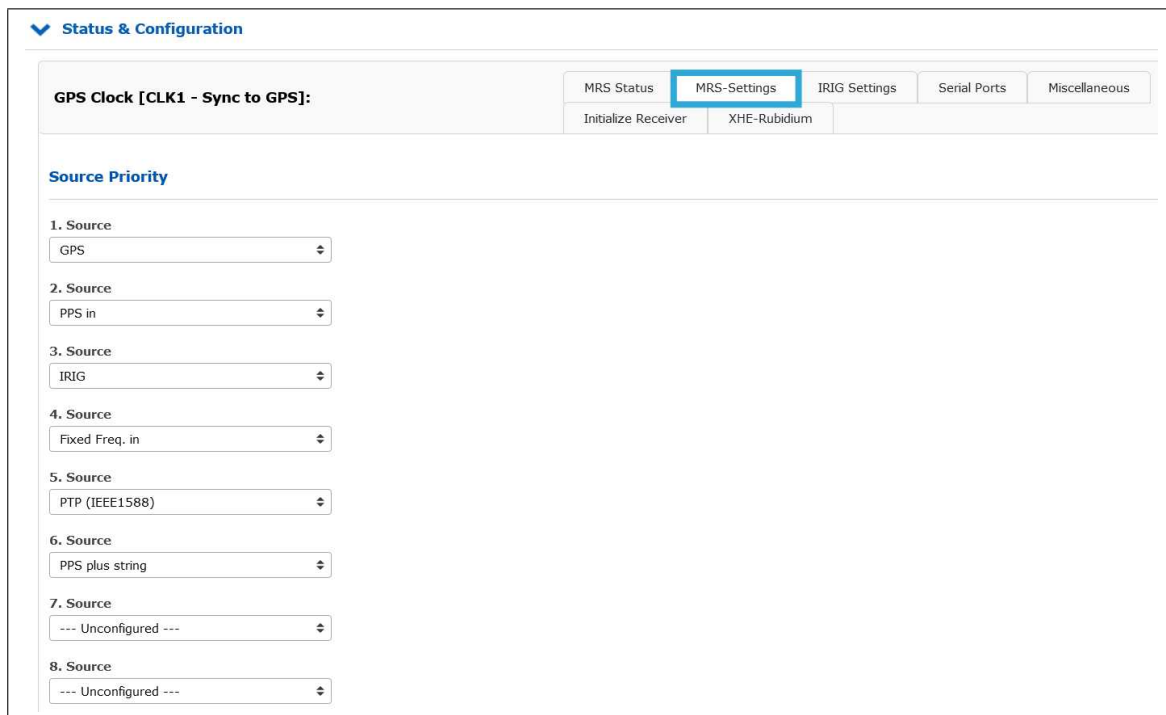 Status & Configuration
GPS Clock [CLK1 - Sync to GPS]:
MRS Status MRS-Settings IRIG Settings Serial Ports Miscellaneous
Initialize Receiver XHE-Rubidium
Source Priority
1. Source
GPS
2. Source
PPS in
3. Source
IRIG
4. Source
Fixed Freq. in
5. Source
PTP (IEEE1588)
6. Source
PPS plus string
7. Source
--- Unconfigured ---
8. Source
--- Unconfigured ---